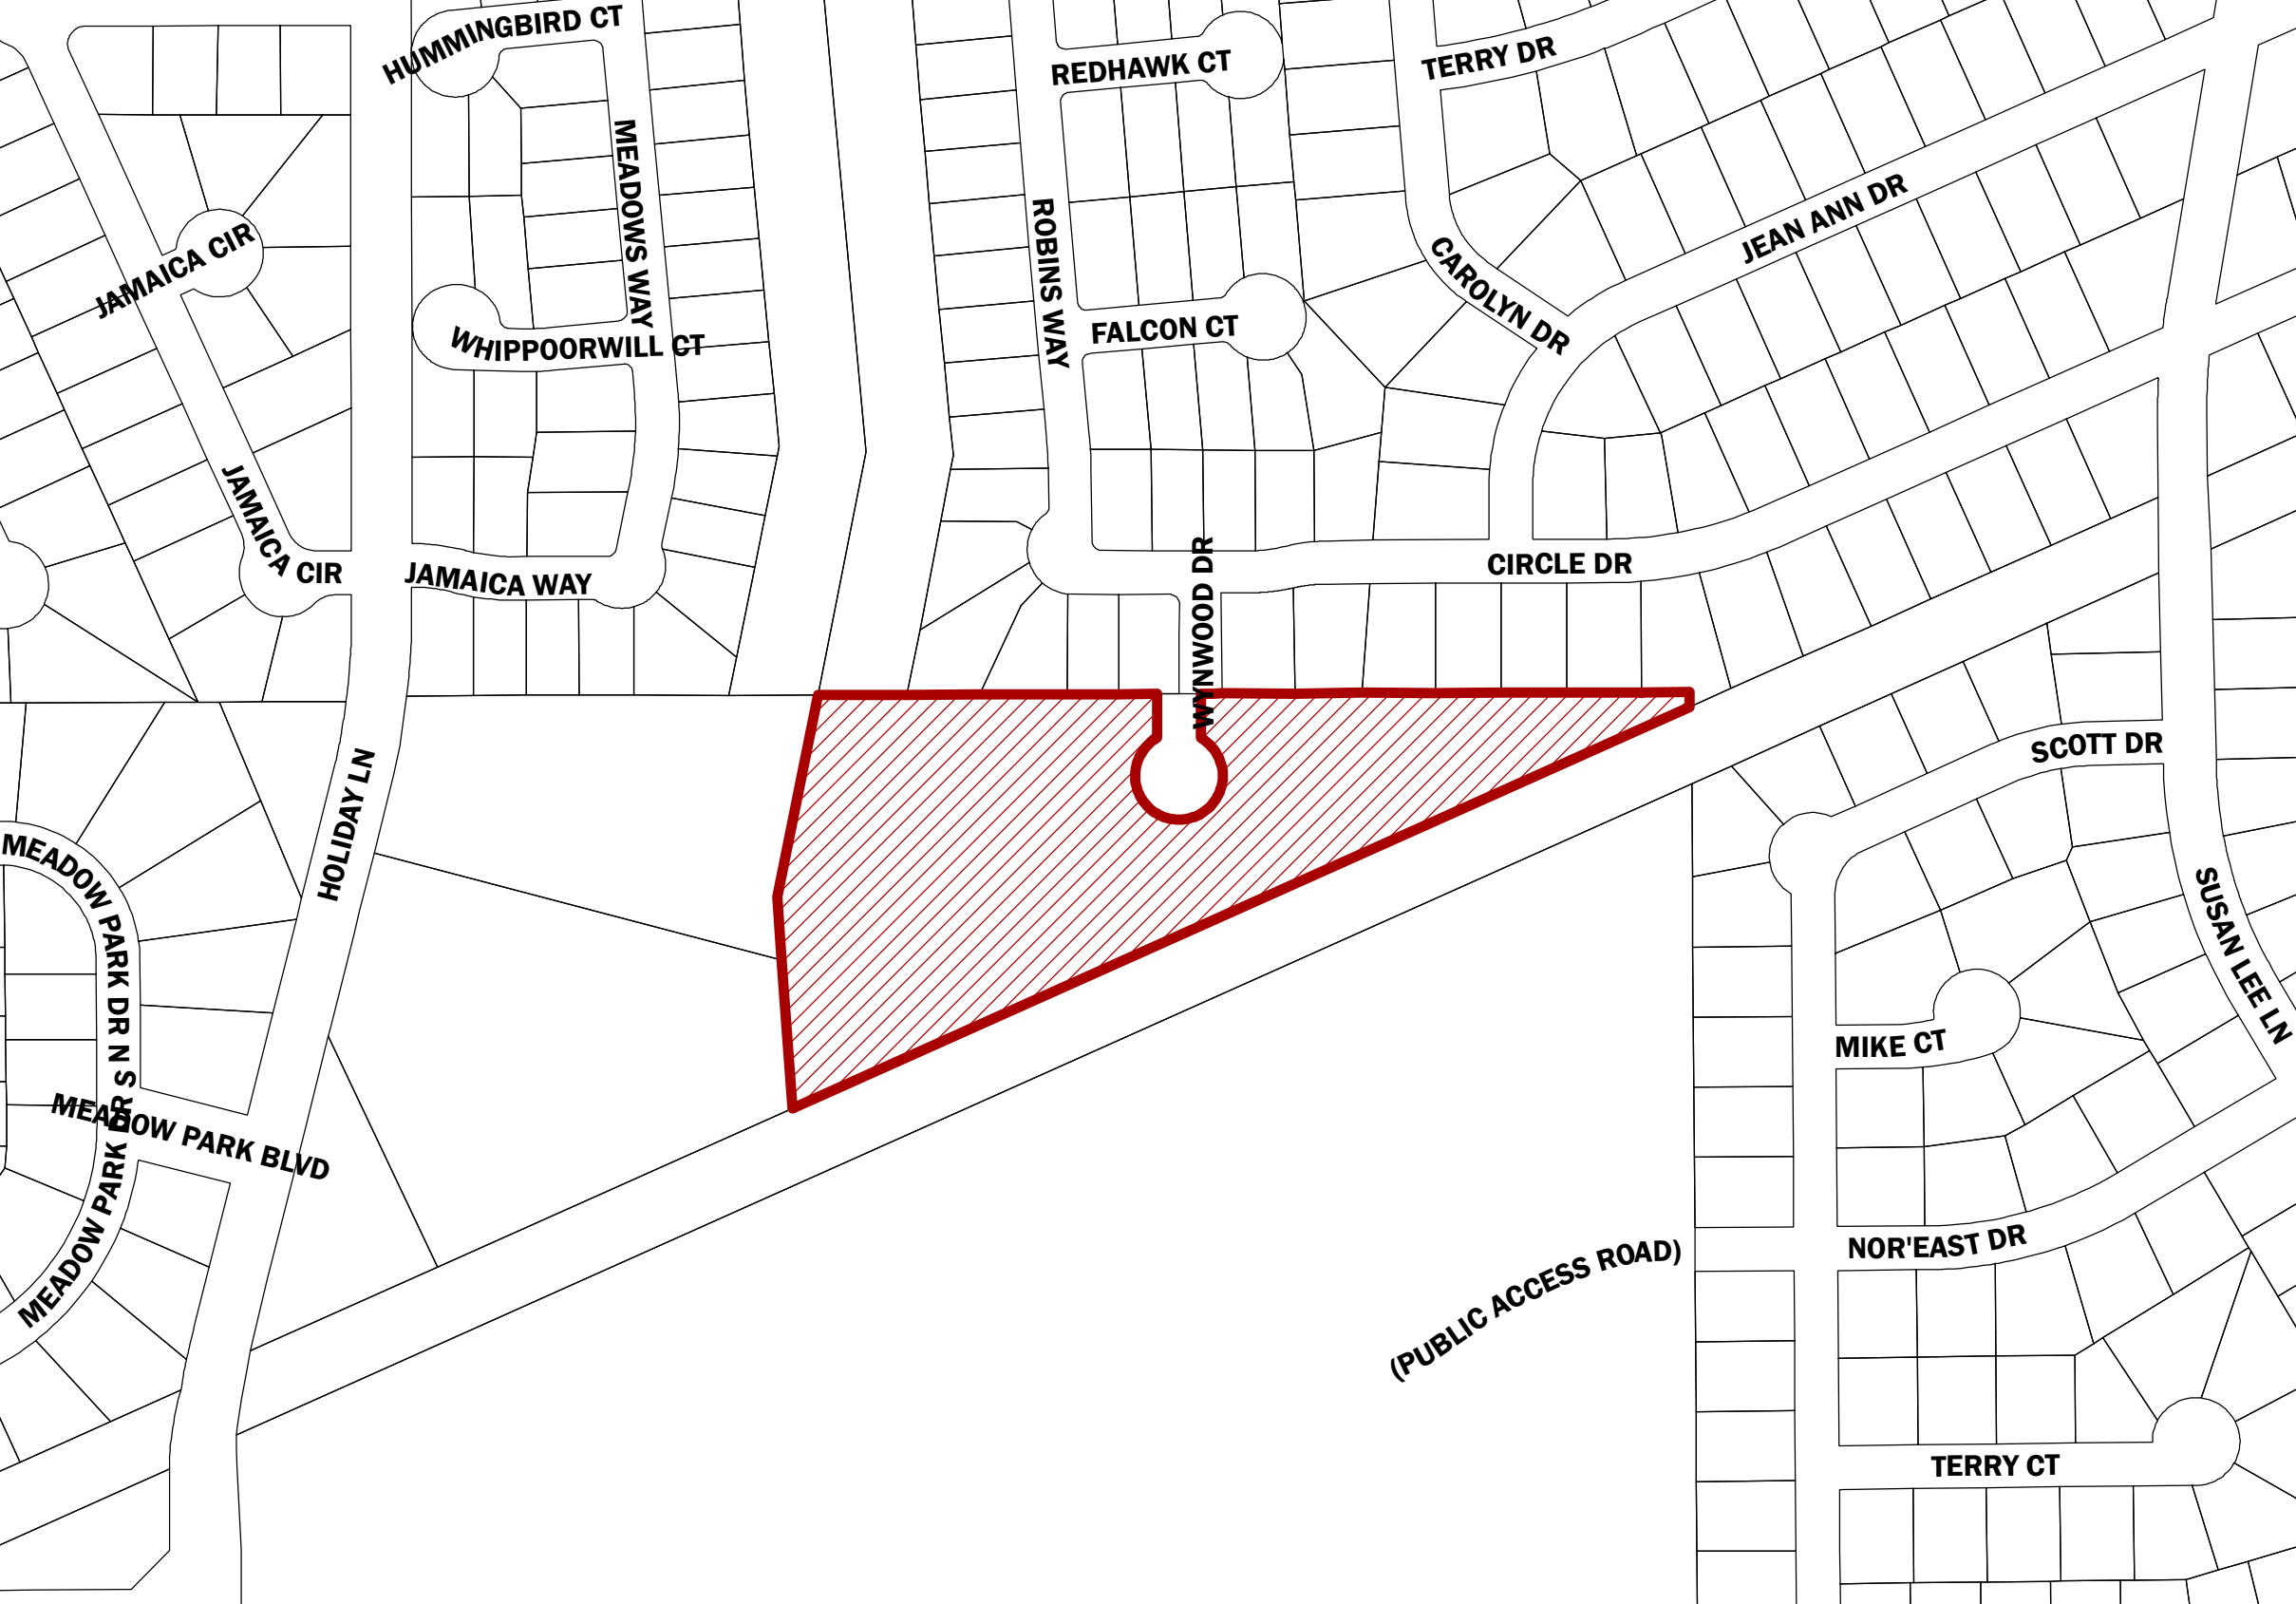 HUMMINGBIRD CT
REDHAWK CT
TERRY DR
MEADOWS WAY
JEAN ANN DR
ROBINS WAY
JAMAICA CIR
CAROLYN DR
FALCON CT
WHIPPOORWILL CT
JAMAICA CIR
JAMAICA WAY
CIRCLE DR
WYNWOOD DR
SCOTT DR
HOLIDAY LN
MEADOW PARK DR N
SUSAN LEE LN
MIKE CT
MEADOW PARK BLVD
MEADOW PARK DR S
NOR'EAST DR
(PUBLIC ACCESS ROAD)
TERRY CT